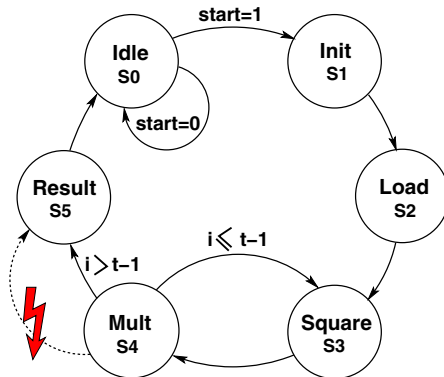 start=1
Idle
S0
Init
S1
start=0
Result
S5
Load
S2
i > t−1
i ≤ t−1
Mult
S4
Square
S3